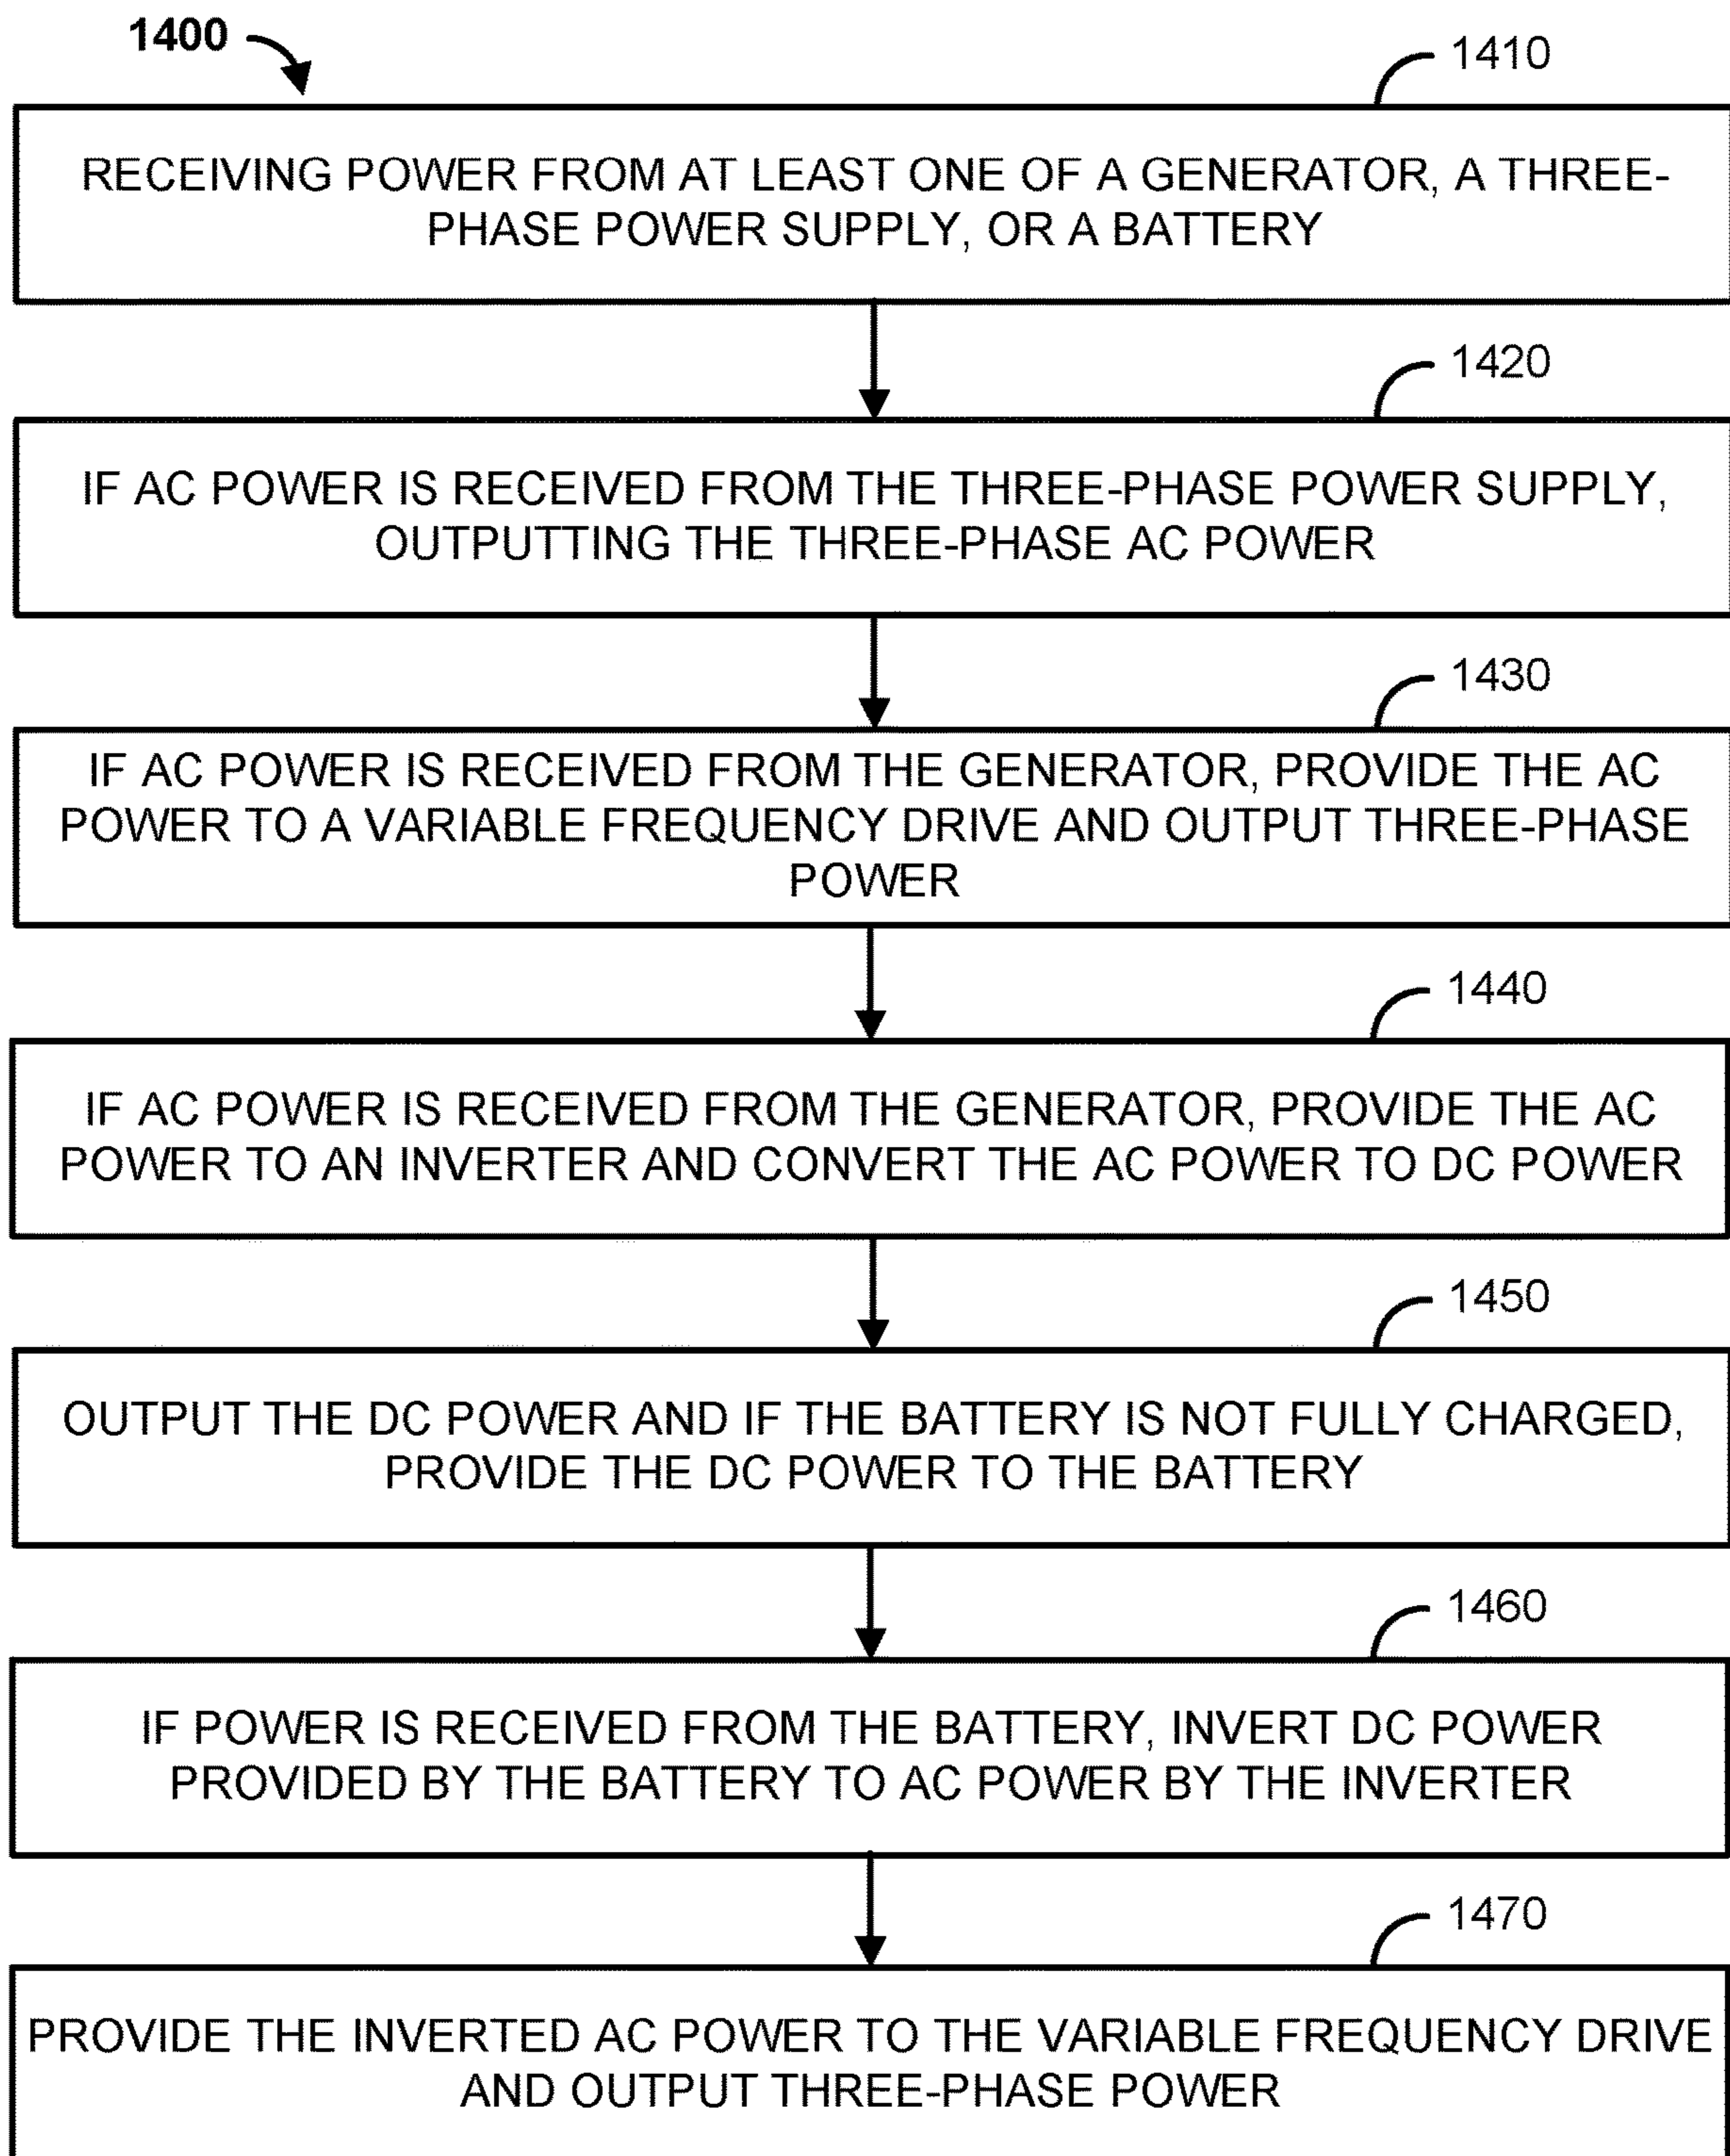 1400
1410
RECEIVING POWER FROM AT LEAST ONE OF A GENERATOR, A THREE-
PHASE POWER SUPPLY, OR A BATTERY
1420
IF AC POWER IS RECEIVED FROM THE THREE-PHASE POWER SUPPLY,
OUTPUTTING THE THREE-PHASE AC POWER
1430
IF AC POWER IS RECEIVED FROM THE GENERATOR, PROVIDE THE AC
POWER TO A VARIABLE FREQUENCY DRIVE AND OUTPUT THREE-PHASE
POWER
1440
IF AC POWER IS RECEIVED FROM THE GENERATOR, PROVIDE THE AC
POWER TO AN INVERTER AND CONVERT THE AC POWER TO DC POWER
1450
OUTPUT THE DC POWER AND IF THE BATTERY IS NOT FULLY CHARGED,
PROVIDE THE DC POWER TO THE BATTERY
1460
IF POWER IS RECEIVED FROM THE BATTERY, INVERT DC POWER
PROVIDED BY THE BATTERY TO AC POWER BY THE INVERTER
1470
PROVIDE THE INVERTED AC POWER TO THE VARIABLE FREQUENCY DRIVE
AND OUTPUT THREE-PHASE POWER